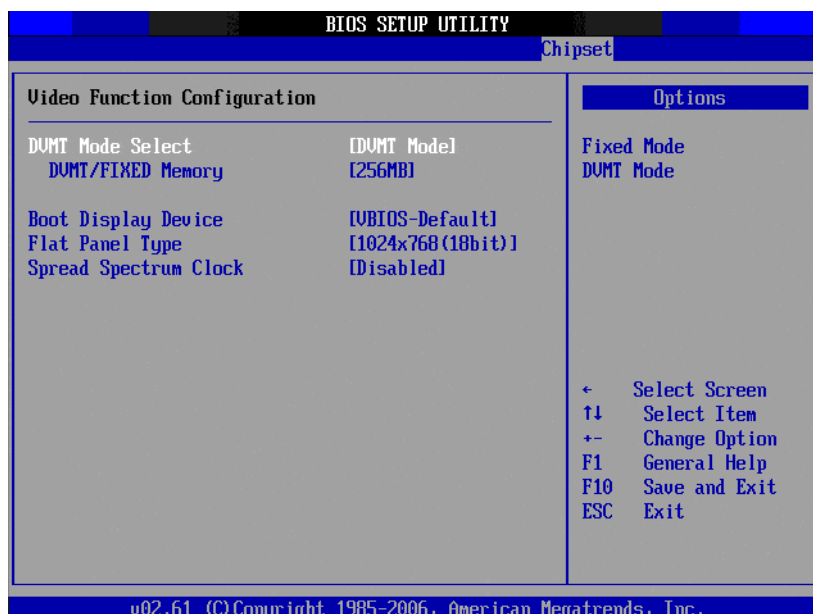 BIOS SETUP UTILITY
Chipset
Video Function Configuration
DVMT Mode Select [DVMT Mode]
DVMT/FIXED Memory [256MB]
Boot Display Device [VBIOS-Default]
Flat Panel Type [1024x768(18bit)]
Spread Spectrum Clock [Disabled]
Options
Fixed Mode
DVMT Mode
← Select Screen
↑↓ Select Item
+- Change Option
F1 General Help
F10 Save and Exit
ESC Exit
v02.61 (C)Copyright 1985-2006, American Megatrends, Inc.